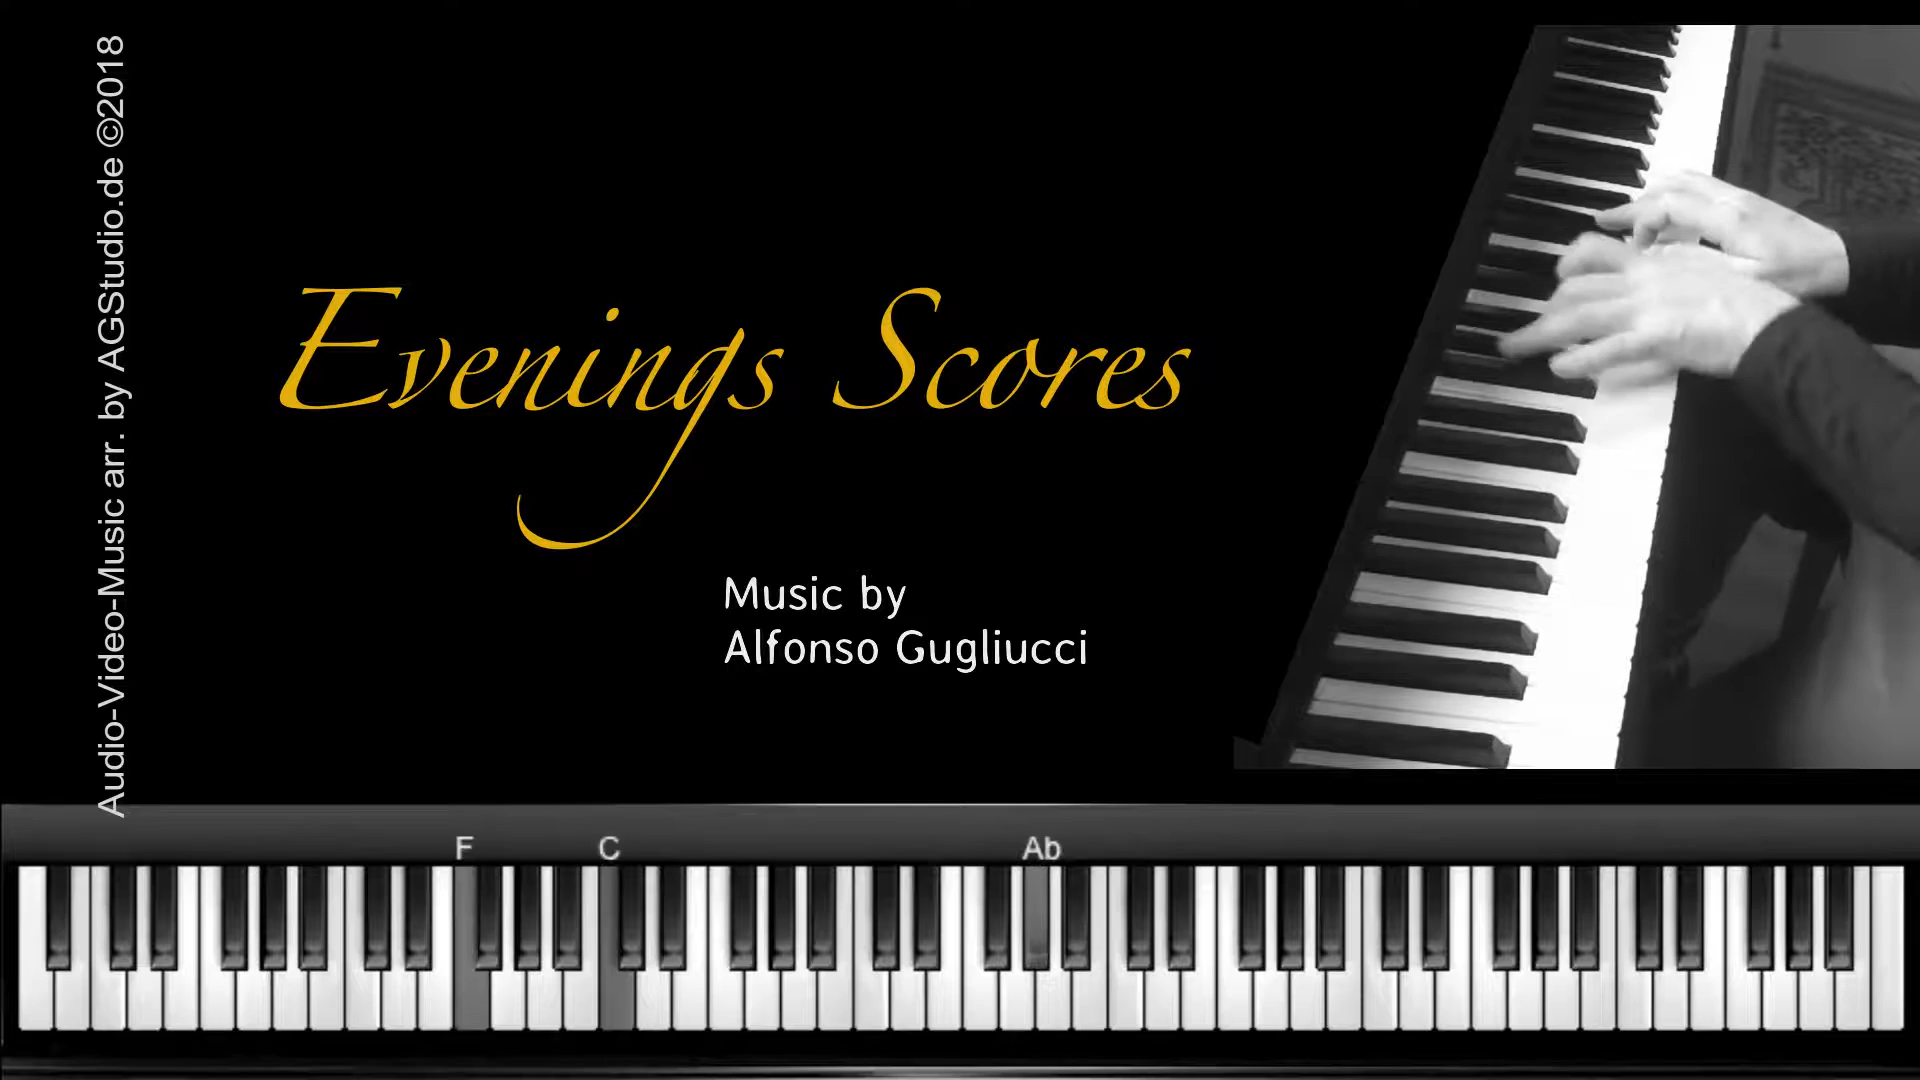 Audio-Video-Music arr. by AGStudio.de ©2018
Evenings Scores
Music by
Alfonso Gugliucci
F C Ab